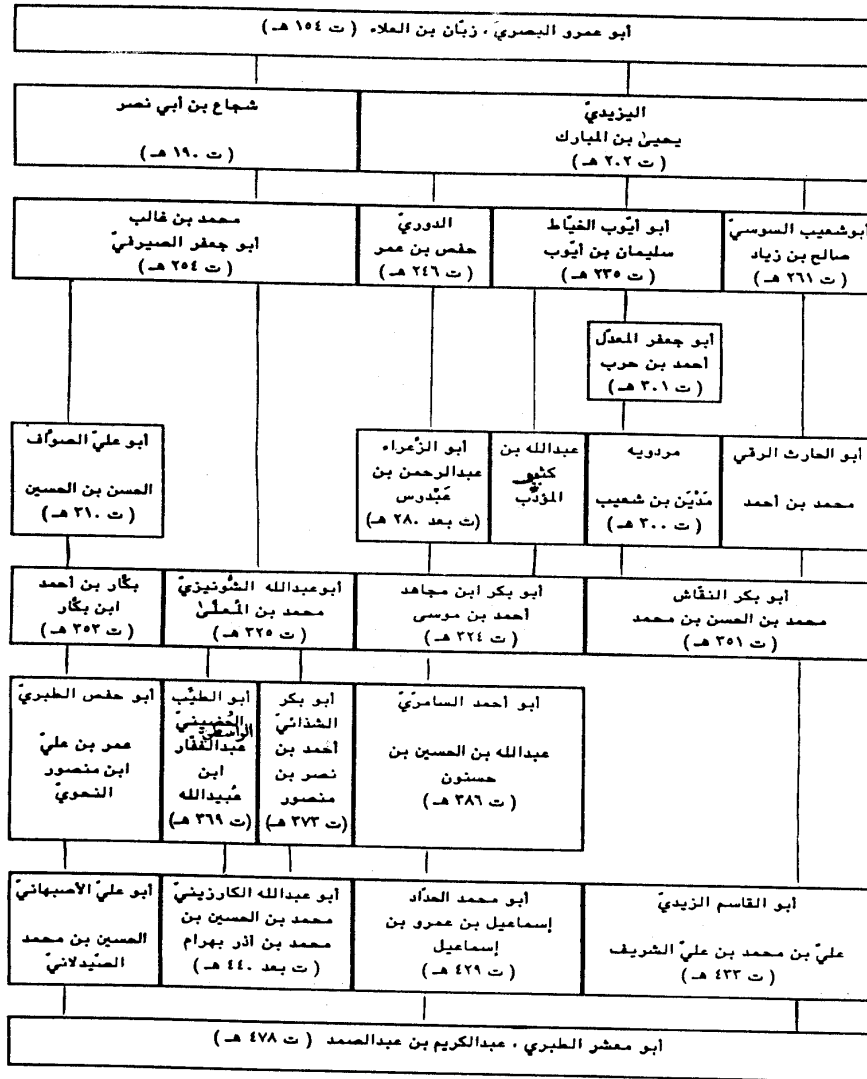 أبو عمرو البصريّ ، زبّان بن العلاء ( ت ١٥٤ هـ )
اليزيديّ
يحيىٰ بن المبارك
( ت ٢٠٢ هـ )
شجاع بن أبي نصر
( ت ١٩٠ هـ )
أبو شعيب السوسيّ
صالح بن زياد
( ت ٢٦١ هـ )
أبو أيّوب الخيّاط
سليمان بن أيّوب
( ت ٢٣٥ هـ )
الدوريّ
حفص بن عمر
( ت ٢٤٦ هـ )
محمد بن غالب
أبو جعفر الصيرفيّ
( ت ٢٥٤ هـ )
أبو جعفر المعدّل
أحمد بن حرب
( ت ٣٠١ هـ )
أبو الحارث الرقي
محمد بن أحمد
مردويه
مَدْيَن بن شعيب
( ت ٣٠٠ هـ )
عبدالله بن
المؤدّب
أبو الزّعراء
عبدالرحمن بن
عَبْدوس
(ت بعد ٢٨٠ هـ)
أبو عليّ الصوّاف
الحسن بن الحسين
( ت ٣١٠ هـ )
أبو بكر النقّاش
محمد بن الحسن بن محمد
( ت ٣٥١ هـ )
أبو بكر ابن مجاهد
أحمد بن موسى
( ت ٣٢٤ هـ )
أبوعبدالله الشُّونيزيّ
محمد بن المُعلّىٰ
( ت ٣٢٥ هـ )
بكّار بن أحمد
ابن بكّار
( ت ٣٥٣ هـ )
أبو أحمد السامرّيّ
عبدالله بن الحسين بن
حسنون
( ت ٣٨٦ هـ )
أبو بكر
الشذائيّ
أحمد بن
نصر بن
منصور
(ت ٣٧٣ هـ)
أبو الطيّب
الحُضينيّ
الواسطيّ
عبدالغفّار
ابن
عُبيدالله
(ت ٣٦٩ هـ)
أبو حفص الطبريّ
عمر بن عليّ
ابن منصور
النحويّ
أبو القاسم الزيديّ
عليّ بن محمد بن عليّ الشريف
( ت ٤٣٣ هـ )
أبو محمد الحدّاد
إسماعيل بن عمرو بن
إسماعيل
( ت ٤٢٩ هـ )
أبو عبدالله الكارزينيّ
محمد بن الحسين بن
محمد بن آذر بهرام
( ت بعد ٤٤٠ هـ )
أبو عليّ الأصبهانيّ
الحسين بن محمد
الصّيدلانيّ
أبو معشر الطبري ، عبدالكريم بن عبدالصمد ( ت ٤٧٨ هـ )